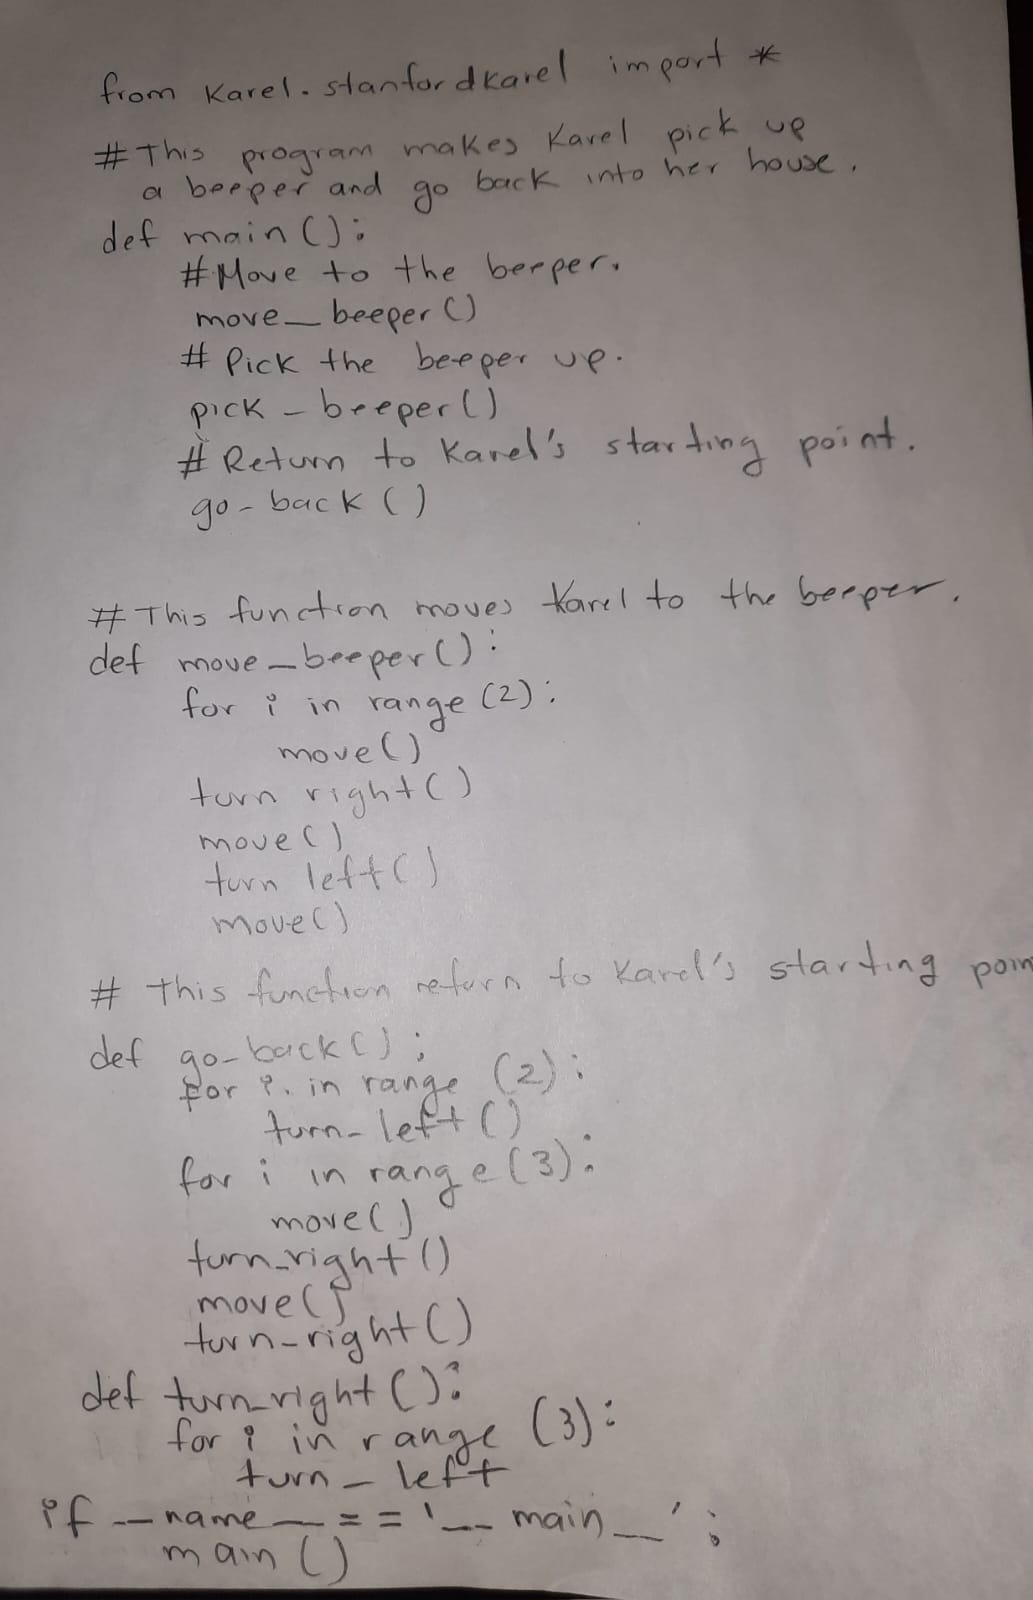 from Karel.stanfordkarel import *
#This program makes Karel pick up
a beeper and go back into her house.
def main():
#Move to the beeper.
move_beeper()
# Pick the beeper up.
pick-beeper()
# Return to Karel's starting point.
go-back()
# This function moves Karel to the beeper.
def move_beeper():
for i in range (2):
move()
turn right()
move()
turn left()
move()
# This function return to Karel's starting poin
def go-back():
for i in range (2):
turn-left()
for i in range (3):
move()
turn_right()
move()
turn-right()
def turn_right():
for i in range (3):
turn_left
if __name__ == '__main__':
main()